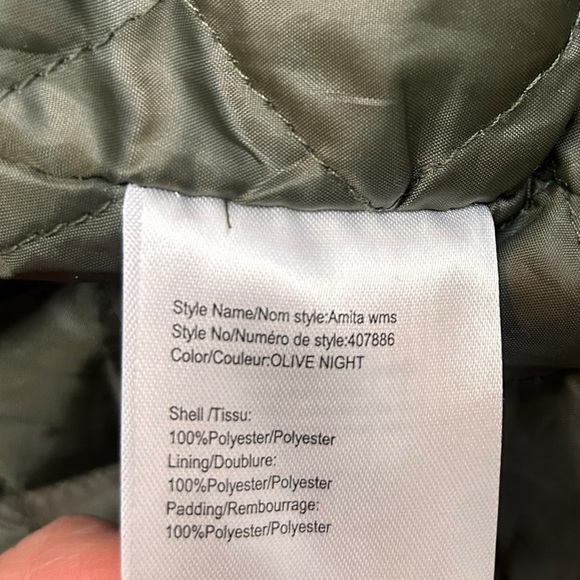 Style Name/Nom style:Amita wms
Style No/Numéro de style:407886
Color/Couleur:OLIVE NIGHT
Shell /Tissu:
100%Polyester/Polyester
Lining/Doublure:
100%Polyester/Polyester
Padding/Rembourrage:
100%Polyester/Polyester